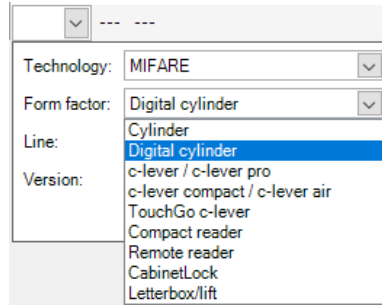 --- ---
Technology: MIFARE
Form factor: Digital cylinder
Line:
Version:
Cylinder
Digital cylinder
c-lever / c-lever pro
c-lever compact / c-lever air
TouchGo c-lever
Compact reader
Remote reader
CabinetLock
Letterbox/lift